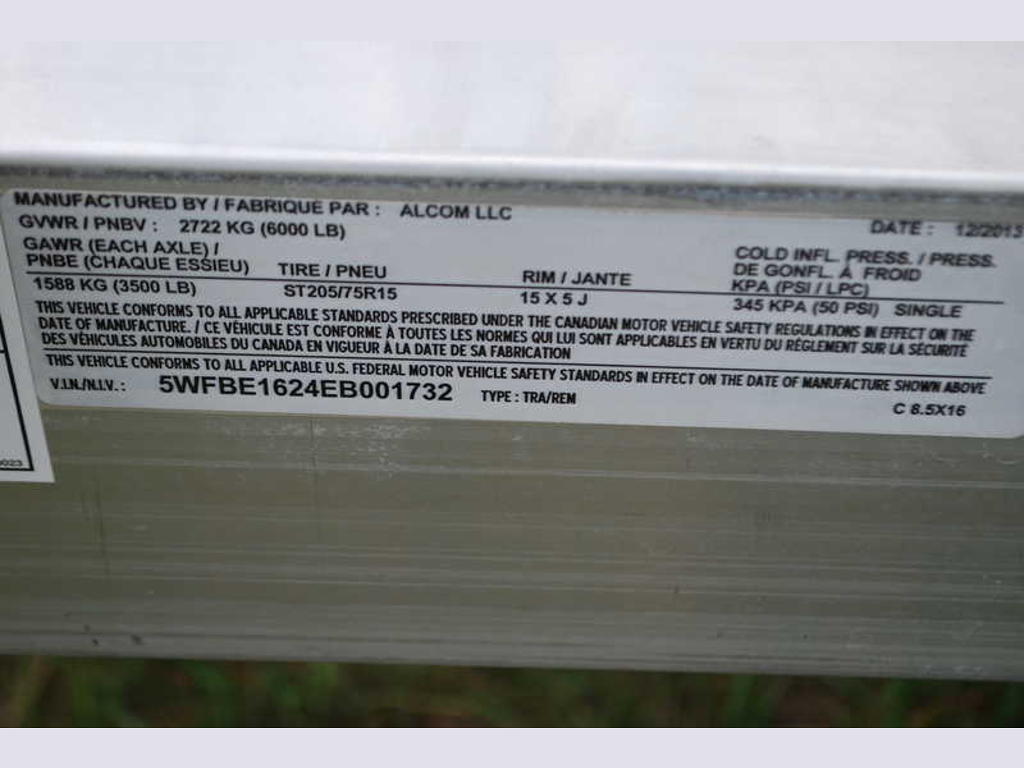 MANUFACTURED BY / FABRIQUE PAR : ALCOM LLC DATE : 12/2013
GVWR / PNBV : 2722 KG (6000 LB)
GAWR (EACH AXLE) /
PNBE (CHAQUE ESSIEU) TIRE / PNEU RIM / JANTE COLD INFL. PRESS. / PRESS.
DE GONFL. À FROID
KPA (PSI / LPC)
1588 KG (3500 LB) ST205/75R15 15 X 5 J 345 KPA (50 PSI) SINGLE
THIS VEHICLE CONFORMS TO ALL APPLICABLE STANDARDS PRESCRIBED UNDER THE CANADIAN MOTOR VEHICLE SAFETY REGULATIONS IN EFFECT ON THE
DATE OF MANUFACTURE. / CE VÉHICULE EST CONFORME À TOUTES LES NORMES QUI LUI SONT APPLICABLES EN VERTU DU RÈGLEMENT SUR LA SÉCURITÉ
DES VÉHICULES AUTOMOBILES DU CANADA EN VIGUEUR À LA DATE DE SA FABRICATION
THIS VEHICLE CONFORMS TO ALL APPLICABLE U.S. FEDERAL MOTOR VEHICLE SAFETY STANDARDS IN EFFECT ON THE DATE OF MANUFACTURE SHOWN ABOVE
V.I.N./N.I.V.: 5WFBE1624EB001732 TYPE : TRA/REM C 8.5X16